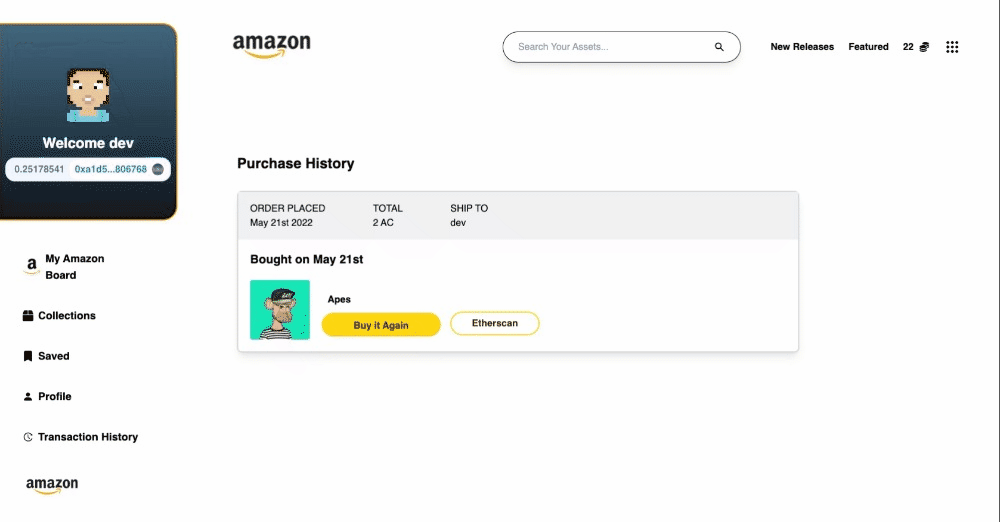 amazon
Search Your Assets...
New Releases
Featured
22
Welcome dev
0.25178541 0xa1d5...806768
My Amazon
Board
Collections
Saved
Profile
Transaction History
amazon
Purchase History
ORDER PLACED TOTAL SHIP TO
May 21st 2022 2 AC dev
Bought on May 21st
Apes
Buy it Again Etherscan